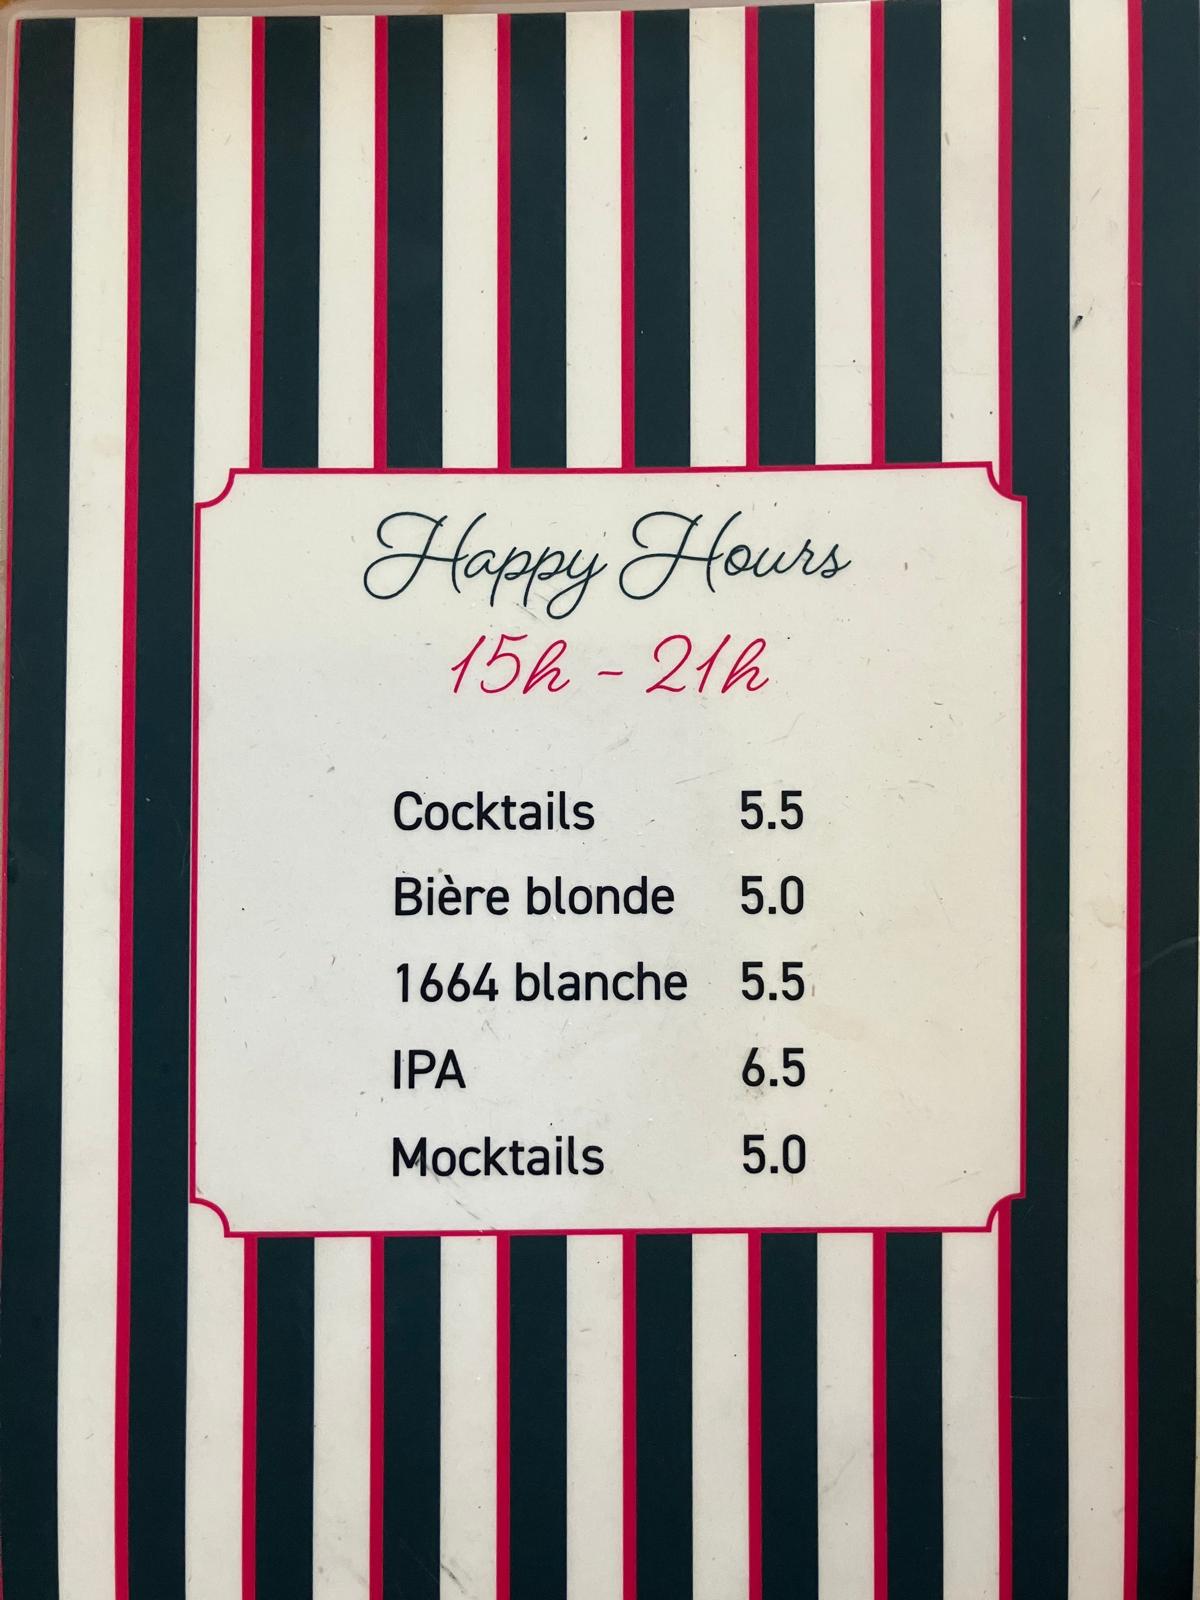 Happy Hours
15h - 21h
Cocktails 5.5
Bière blonde 5.0
1664 blanche 5.5
IPA 6.5
Mocktails 5.0